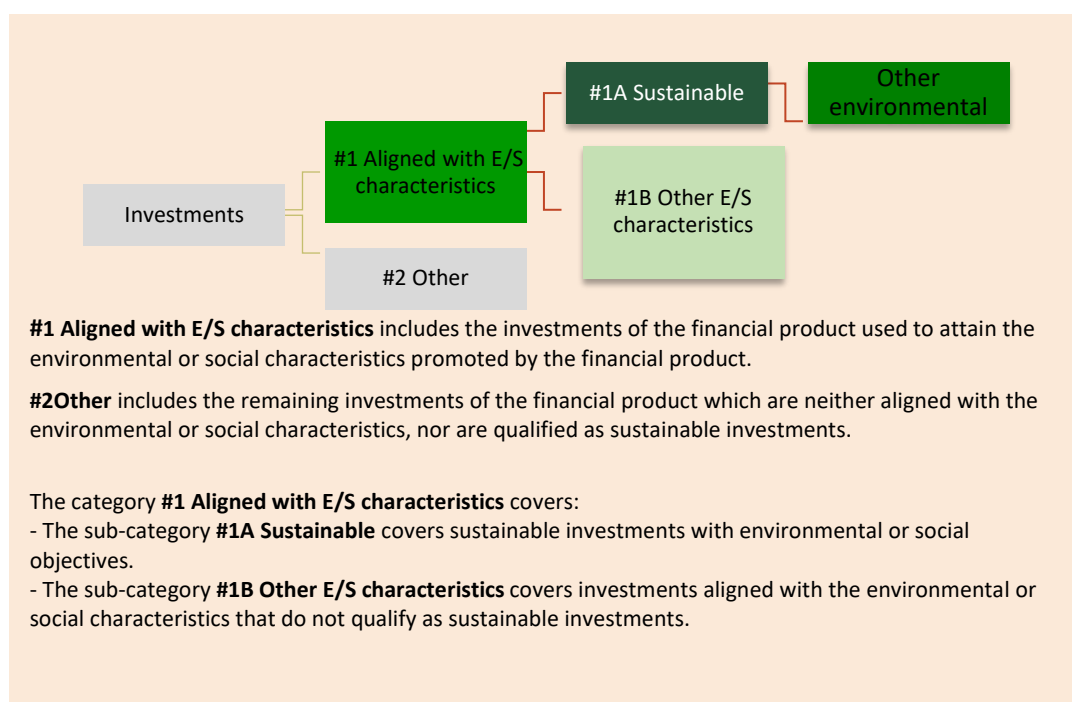 #1A Sustainable
Other
environmental
#1 Aligned with E/S
characteristics
#1B Other E/S
characteristics
Investments
#2 Other
#1 Aligned with E/S characteristics includes the investments of the financial product used to attain the
environmental or social characteristics promoted by the financial product.
#2Other includes the remaining investments of the financial product which are neither aligned with the
environmental or social characteristics, nor are qualified as sustainable investments.
The category #1 Aligned with E/S characteristics covers:
- The sub-category #1A Sustainable covers sustainable investments with environmental or social
objectives.
- The sub-category #1B Other E/S characteristics covers investments aligned with the environmental or
social characteristics that do not qualify as sustainable investments.